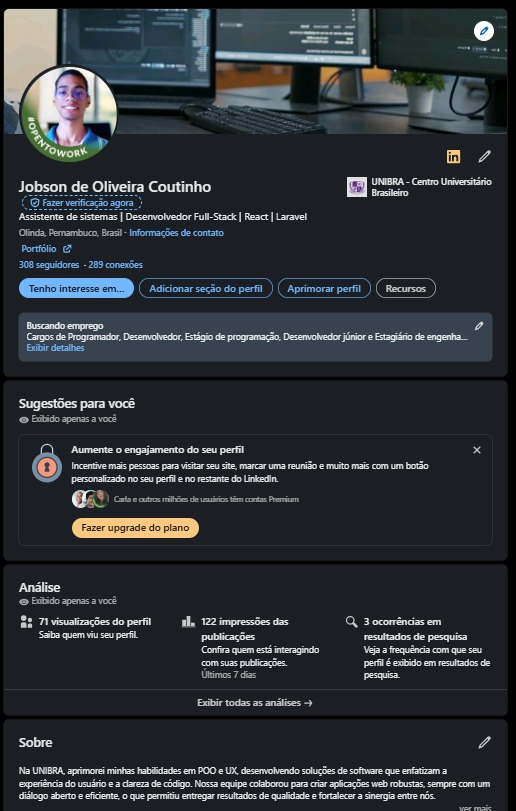 #OPENTOWORK
Jobson de Oliveira Coutinho
Fazer verificação agora
Assistente de sistemas | Desenvolvedor Full-Stack | React | Laravel
Olinda, Pernambuco, Brasil · Informações de contato
Portfólio
308 seguidores · 289 conexões
in
UNIBRA - Centro Universitário
Brasileiro
Tenho interesse em...
Adicionar seção do perfil
Aprimorar perfil
Recursos
Buscando emprego
Cargos de Programador, Desenvolvedor, Estágio de programação, Desenvolvedor júnior e Estagiário de engenha...
Exibir detalhes
Sugestões para você
Exibido apenas a você
Aumente o engajamento do seu perfil
Incentive mais pessoas para visitar seu site, marcar uma reunião e muito mais com um botão
personalizado no seu perfil e no restante do LinkedIn.
Carla e outros milhões de usuários têm contas Premium
Fazer upgrade do plano
Análise
Exibido apenas a você
71 visualizações do perfil
Saiba quem viu seu perfil.
122 impressões das
publicações
Confira quem está interagindo
com suas publicações.
Últimos 7 dias
3 ocorrências em
resultados de pesquisa
Veja a frequência com que seu
perfil é exibido em resultados de
pesquisa.
Exibir todas as análises →
Sobre
Na UNIBRA, aprimorei minhas habilidades em POO e UX, desenvolvendo soluções de software que enfatizam a
experiência do usuário e a clareza de código. Nossa equipe colaborou para criar aplicações web robustas, sempre com um
diálogo aberto e eficiente, o que permitiu entregar resultados de qualidade e fortalecer a sinergia entre nós.
ver mais